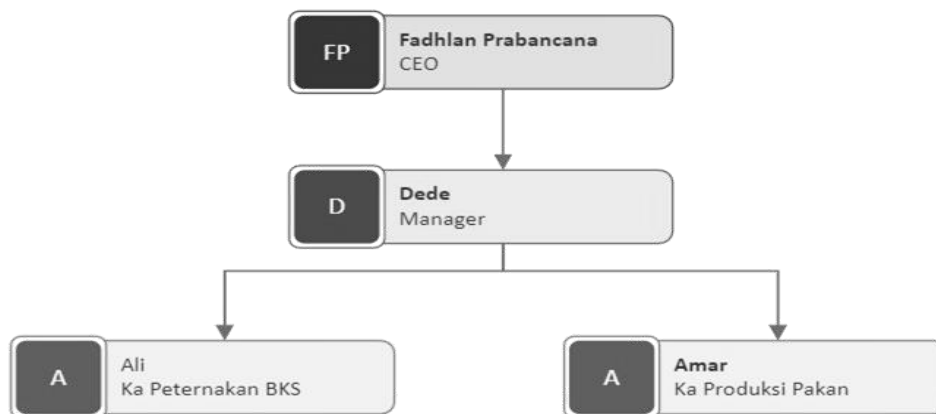 FP
Fadhlan Prabancana
CEO
D
Dede
Manager
A
Ali
Ka Peternakan BKS
A
Amar
Ka Produksi Pakan